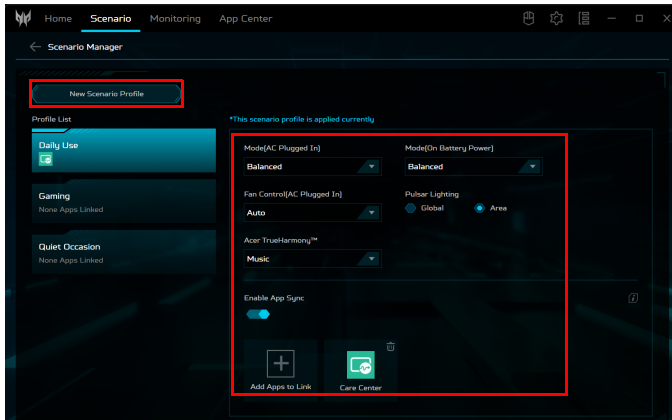 Home Scenario Monitoring App Center
Scenario Manager
New Scenario Profile
Profile List
*This scenario profile is applied currently
Daily Use
Gaming
None Apps Linked
Quiet Occasion
None Apps Linked
Mode(AC Plugged In) Mode(On Battery Power)
Balanced Balanced
Fan Control(AC Plugged In) Pulsar Lighting
Auto Global Area
Acer TrueHarmony™
Music
Enable App Sync
Add Apps to Link Care Center